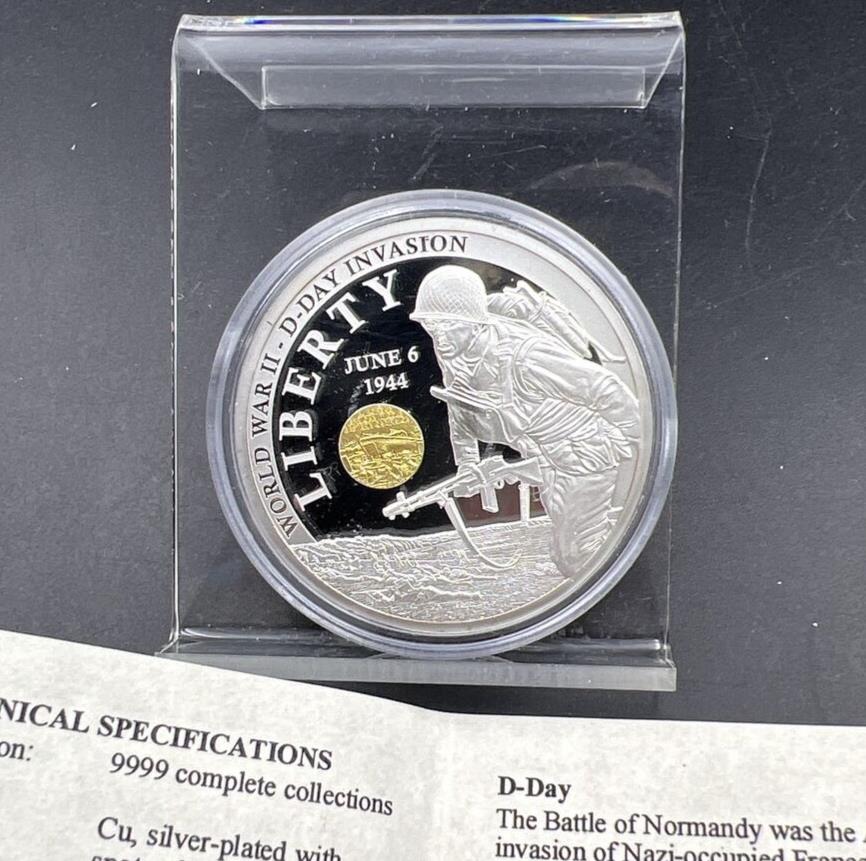 WORLD WAR II - D-DAY INVASION
LIBERTY
JUNE 6
1944
NICAL SPECIFICATIONS
on:
9999 complete collections
Cu, silver-plated with
D-Day
The Battle of Normandy was the
invasion of Nazi-occupied